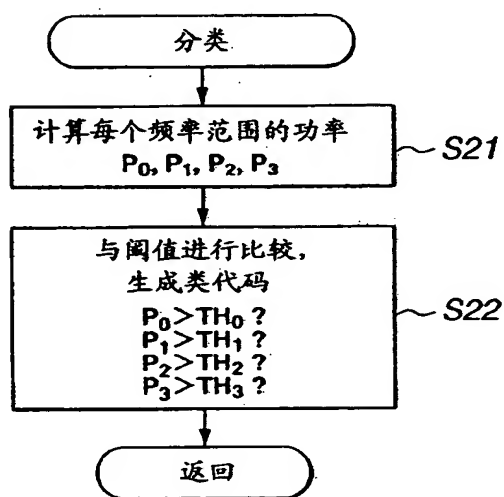 分类
计算每个频率范围的功率
P₀, P₁, P₂, P₃
S21
与阈值进行比较,
生成类代码
P₀>TH₀ ?
P₁>TH₁ ?
P₂>TH₂ ?
P₃>TH₃ ?
S22
返回